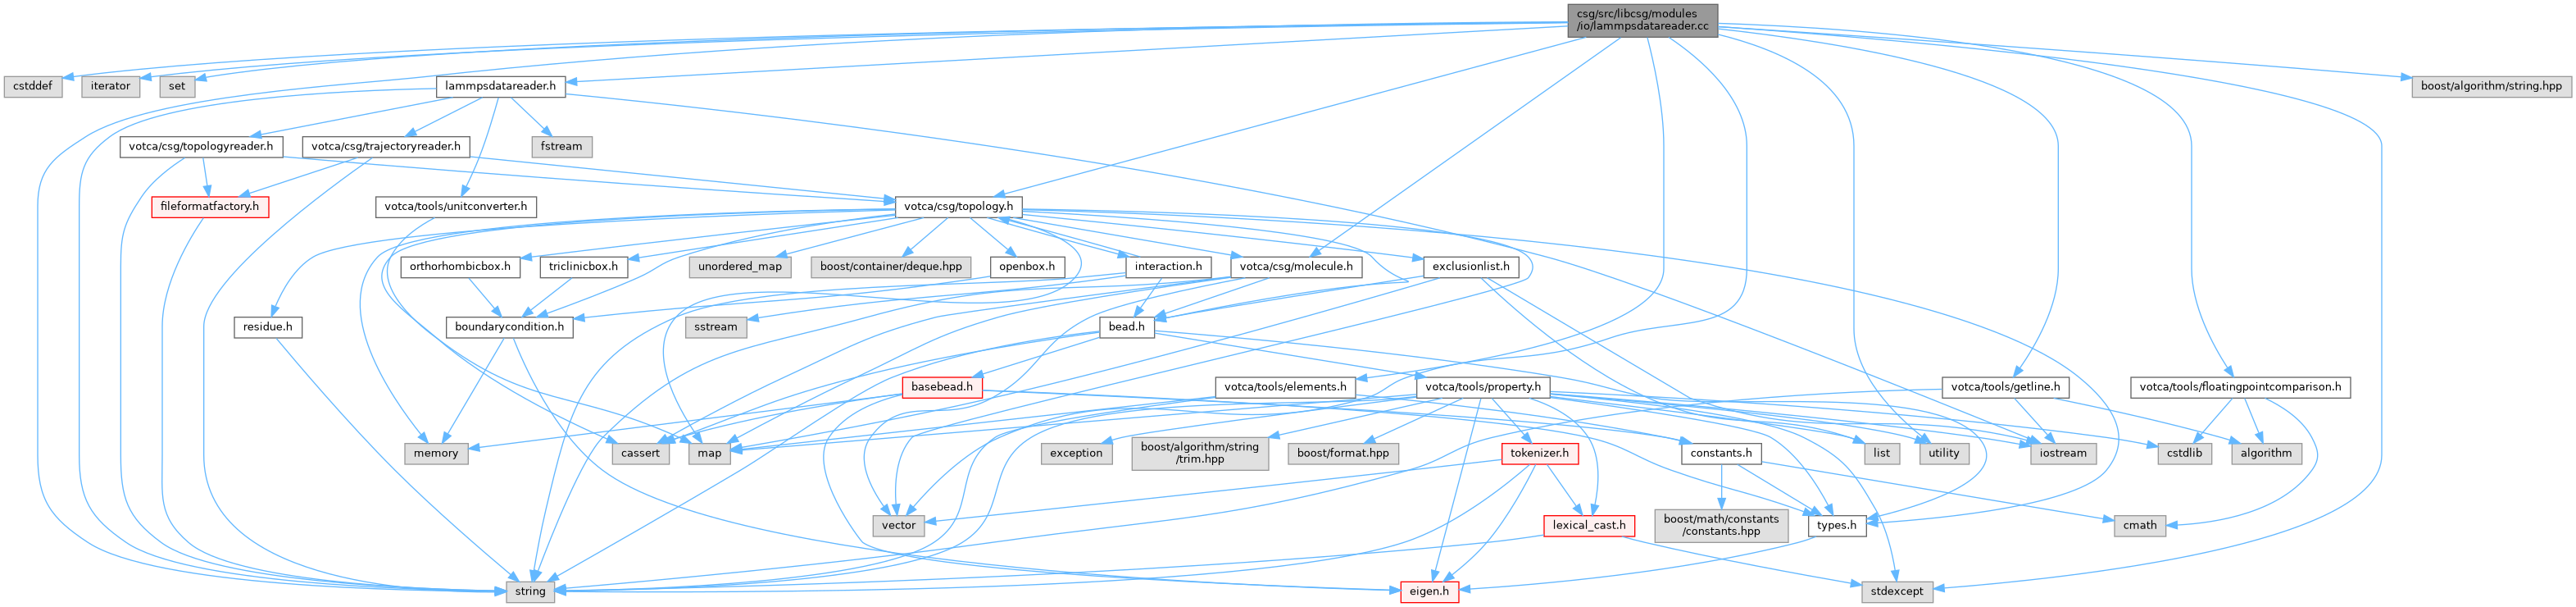 csg/src/libcsg/modules
/io/lammpsdatareader.cc
cstddef
iterator
set
lammpsdatareader.h
boost/algorithm/string.hpp
votca/csg/topologyreader.h
votca/csg/trajectoryreader.h
fstream
fileformatfactory.h
votca/tools/unitconverter.h
votca/csg/topology.h
orthorhombicbox.h
triclinicbox.h
unordered_map
boost/container/deque.hpp
openbox.h
interaction.h
votca/csg/molecule.h
exclusionlist.h
residue.h
boundarycondition.h
sstream
bead.h
basebead.h
votca/tools/elements.h
votca/tools/property.h
votca/tools/getline.h
votca/tools/floatingpointcomparison.h
memory
cassert
map
exception
boost/algorithm/string
/trim.hpp
boost/format.hpp
tokenizer.h
constants.h
list
utility
iostream
cstdlib
algorithm
vector
lexical_cast.h
boost/math/constants
/constants.hpp
types.h
cmath
string
eigen.h
stdexcept